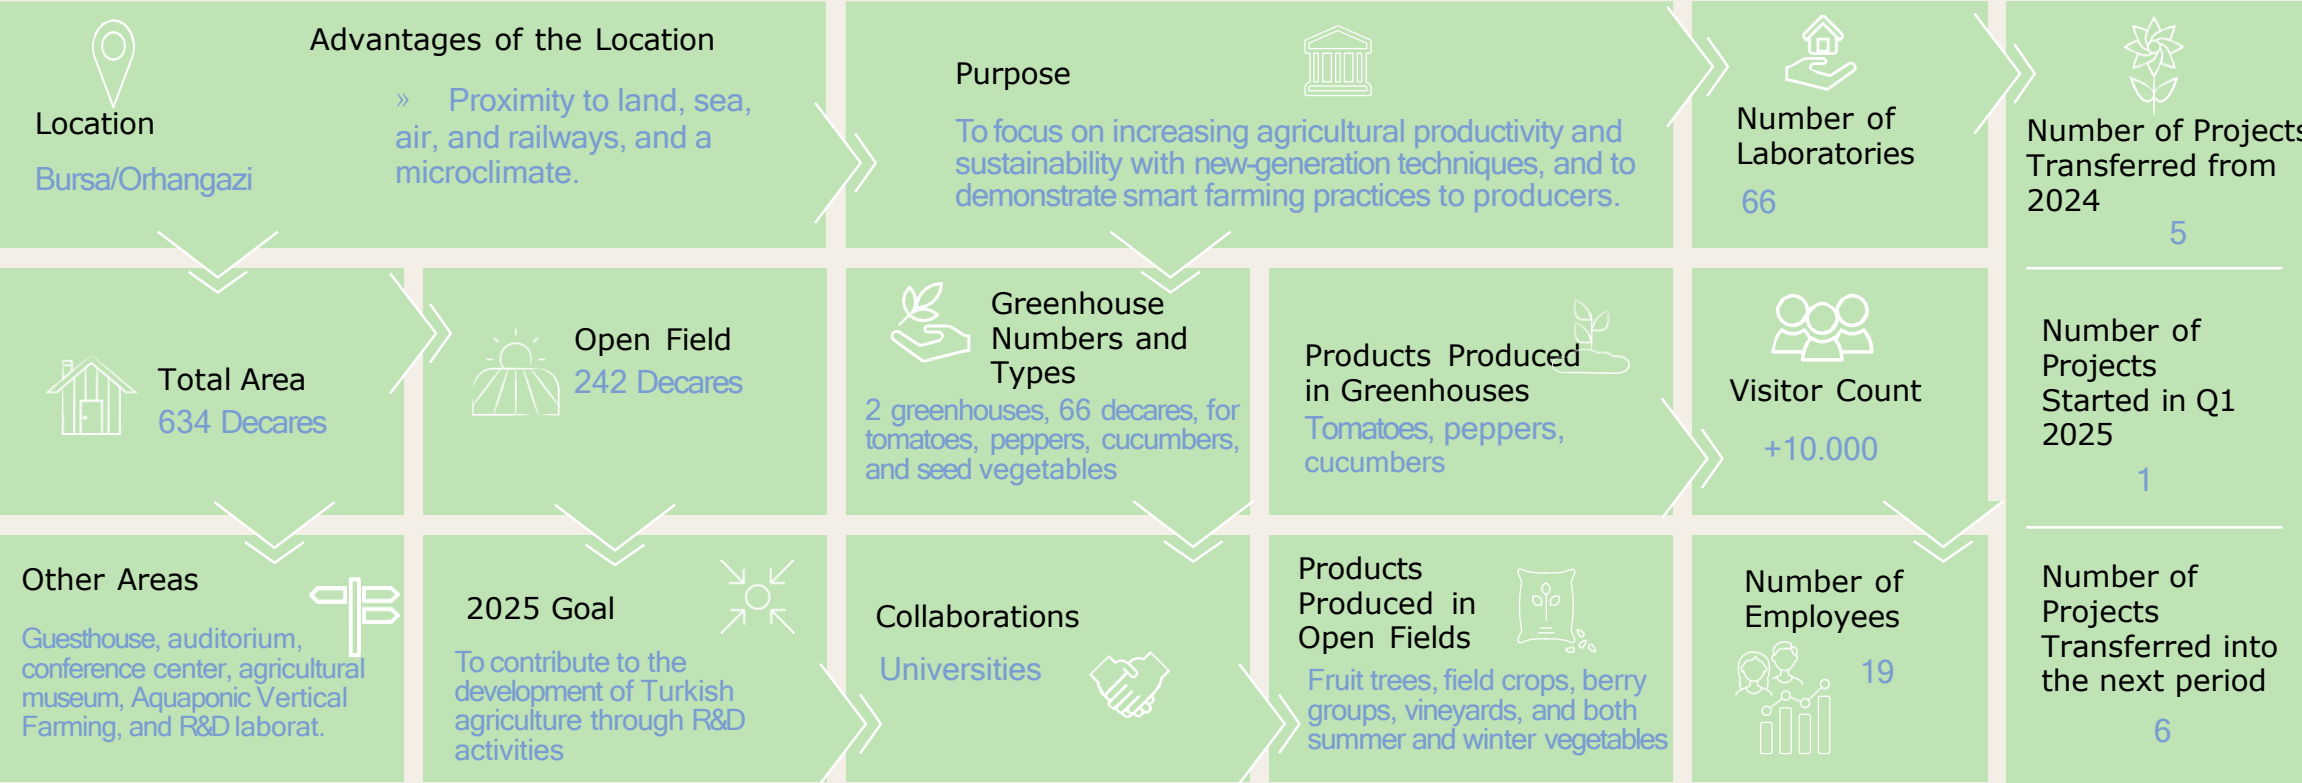 Location
Bursa/Orhangazi
Advantages of the Location
» Proximity to land, sea,
air, and railways, and a
microclimate.
Purpose
To focus on increasing agricultural productivity and
sustainability with new-generation techniques, and to
demonstrate smart farming practices to producers.
Number of
Laboratories
66
Number of Projects
Transferred from
2024
5
Total Area
634 Decares
Open Field
242 Decares
Greenhouse
Numbers and
Types
2 greenhouses, 66 decares, for
tomatoes, peppers, cucumbers,
and seed vegetables
Products Produced
in Greenhouses
Tomatoes, peppers,
cucumbers
Visitor Count
+10.000
Number of
Projects
Started in Q1
2025
1
Other Areas
Guesthouse, auditorium,
conference center, agricultural
museum, Aquaponic Vertical
Farming, and R&D laborat.
2025 Goal
To contribute to the
development of Turkish
agriculture through R&D
activities
Collaborations
Universities
Products
Produced in
Open Fields
Fruit trees, field crops, berry
groups, vineyards, and both
summer and winter vegetables
Number of
Employees
19
Number of
Projects
Transferred into
the next period
6